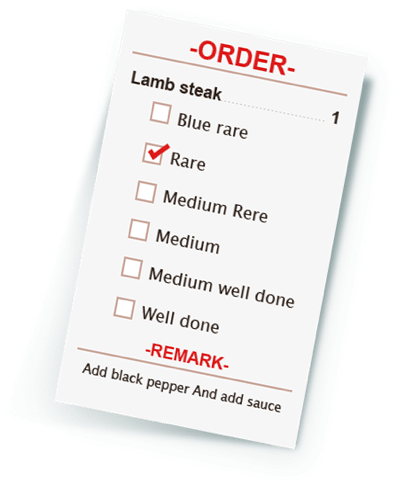 -ORDER-
Lamb steak 1
Blue rare
Rare
Medium Rere
Medium
Medium well done
Well done
-REMARK-
Add black pepper And add sauce